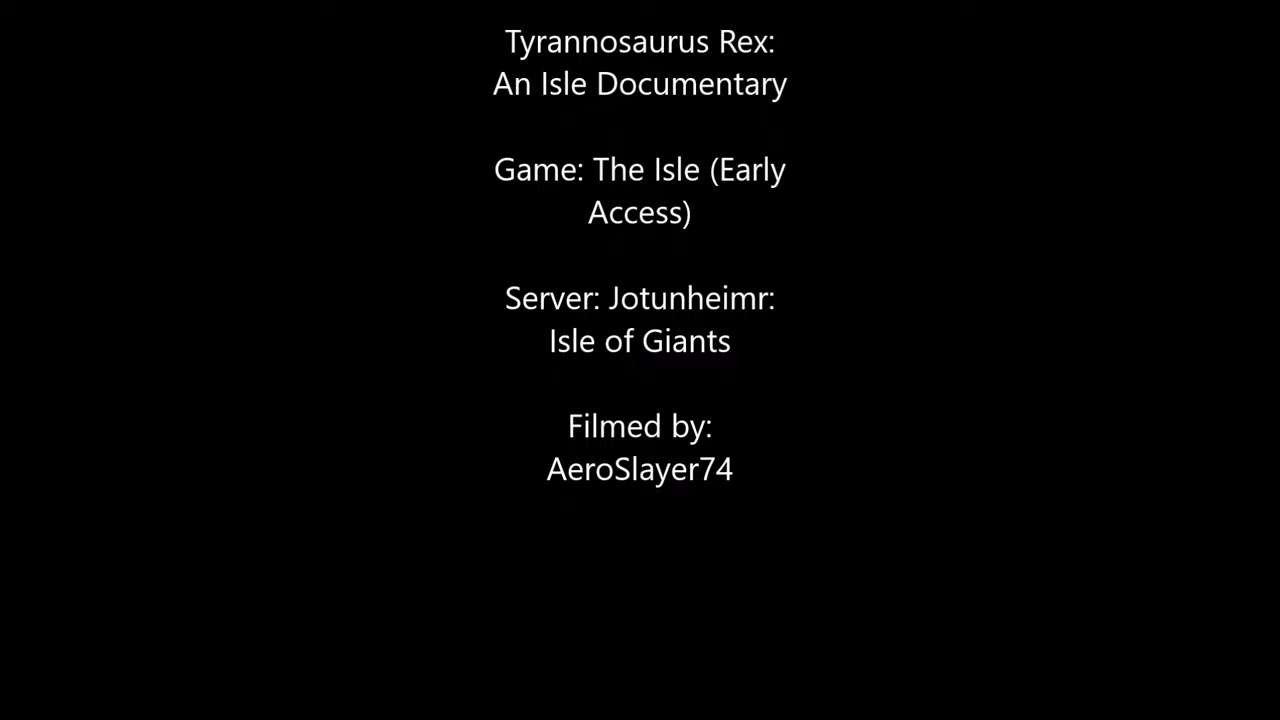 Tyrannosaurus Rex:
An Isle Documentary
Game: The Isle (Early
Access)
Server: Jotunheimr:
Isle of Giants
Filmed by:
AeroSlayer74